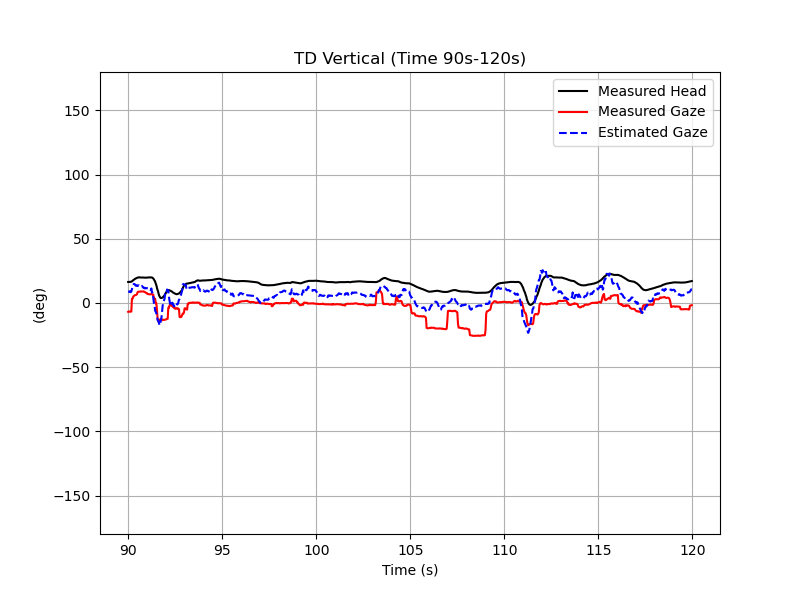 TD Vertical (Time 90s-120s)
Measured Head
Measured Gaze
Estimated Gaze
150
100
50
0
−50
−100
−150
(deg)
90
95
100
105
110
115
120
Time (s)